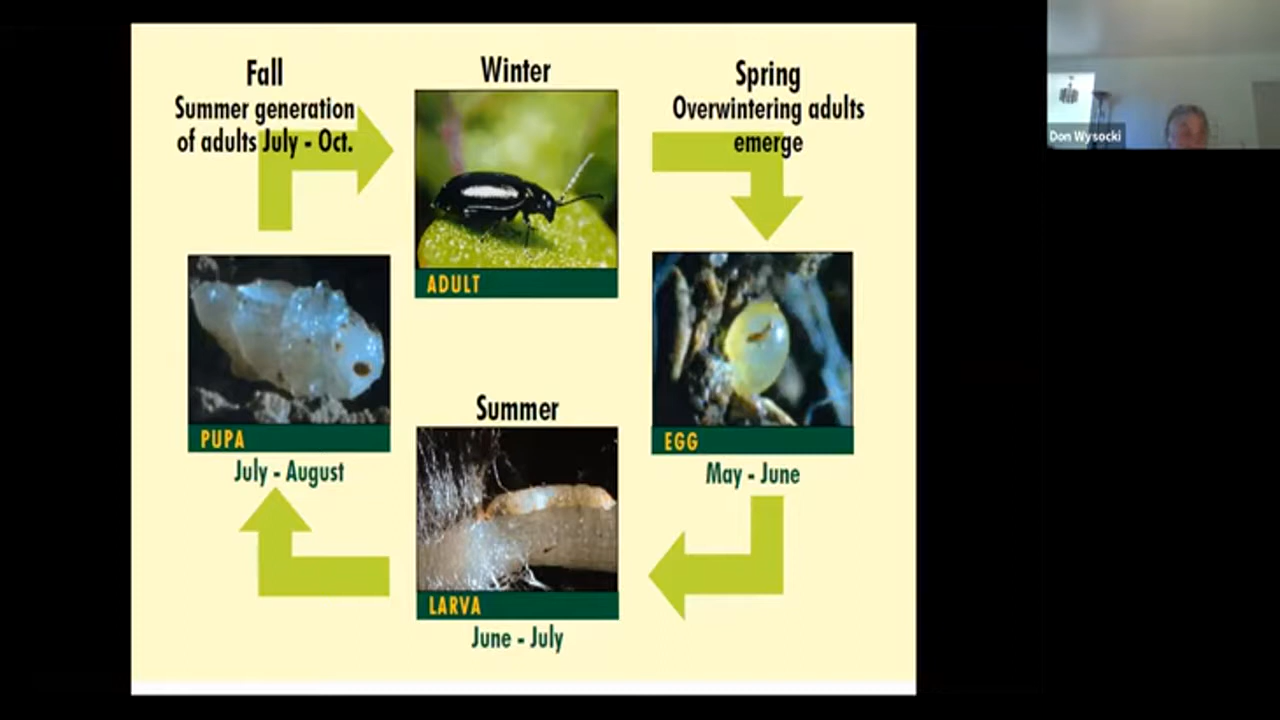 Fall
Summer generation
of adults July - Oct.
Winter
Spring
Overwintering adults
emerge
Don Wysocki
ADULT
PUPA
July - August
EGG
May - June
Summer
LARVA
June - July